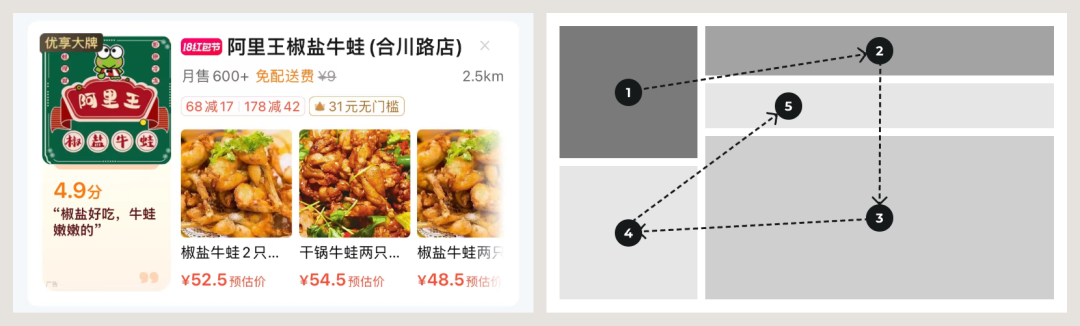 优享大牌
阿里王
椒盐牛蛙
18红包节 阿里王椒盐牛蛙(合川路店)
月售600+ 免配送费 ¥9 2.5km
68减17 178减42 31元无门槛
4.9分
“椒盐好吃，牛蛙
嫩嫩的”
广告
椒盐牛蛙2只... 干锅牛蛙两只... 椒盐牛蛙两只
¥52.5预估价 ¥54.5预估价 ¥48.5预估
1
2
5
3
4